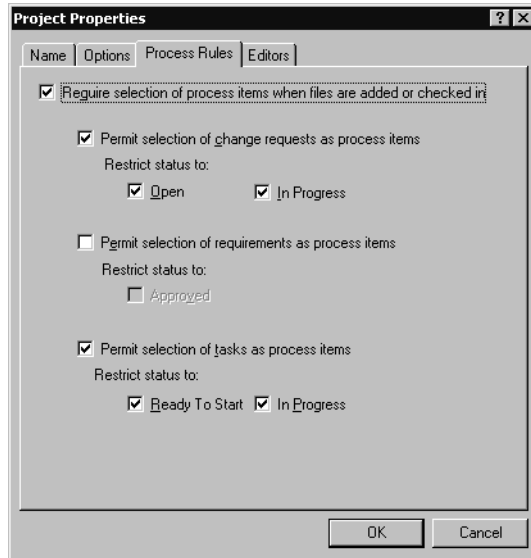 Project Properties
? X
Name Options Process Rules Editors
Require selection of process items when files are added or checked in
Permit selection of change requests as process items
Restrict status to:
Open In Progress
Permit selection of requirements as process items
Restrict status to:
Approved
Permit selection of tasks as process items
Restrict status to:
Ready To Start In Progress
OK Cancel